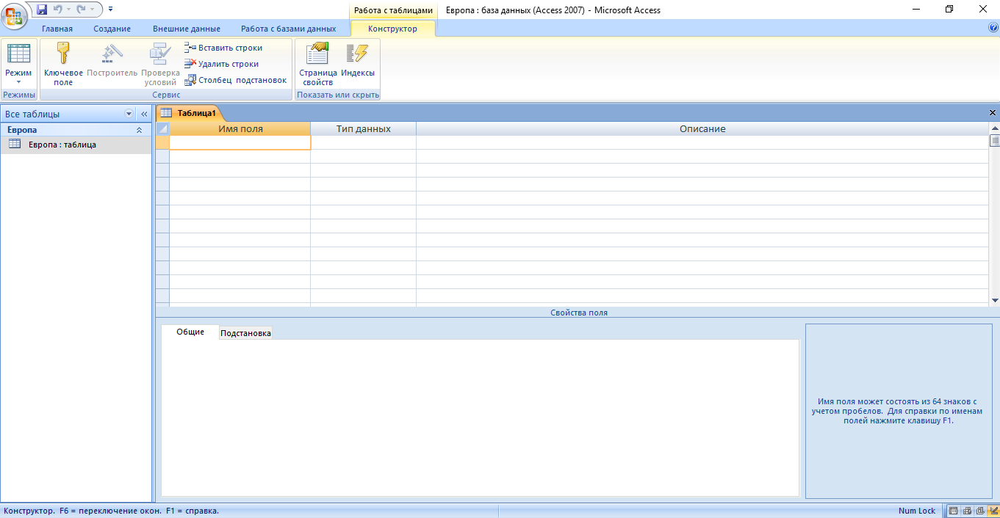 Работа с таблицами
Европа : база данных (Access 2007) - Microsoft Access
Главная
Создание
Внешние данные
Работа с базами данных
Конструктор
Режим
Ключевое поле
Построитель
Проверка условий
Вставить строки
Удалить строки
Столбец подстановок
Страница свойств
Индексы
Режимы
Сервис
Показать или скрыть
Все таблицы
Европа
Европа : таблица
Таблица1
Имя поля
Тип данных
Описание
Свойства поля
Общие
Подстановка
Имя поля может состоять из 64 знаков с
учетом пробелов. Для справки по именам
полей нажмите клавишу F1.
Конструктор. F6 = переключение окон. F1 = справка.
Num Lock